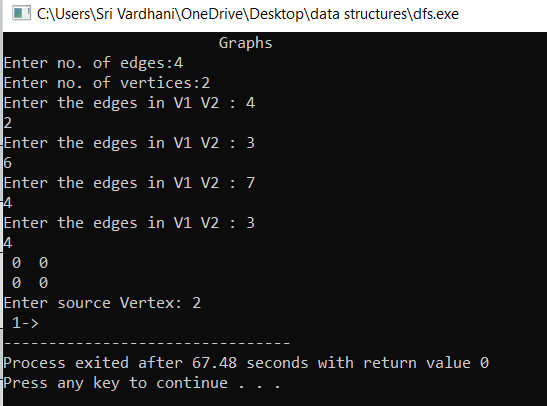 C:\Users\Sri Vardhani\OneDrive\Desktop\data structures\dfs.exe
Graphs
Enter no. of edges:4
Enter no. of vertices:2
Enter the edges in V1 V2 : 4
2
Enter the edges in V1 V2 : 3
6
Enter the edges in V1 V2 : 7
4
Enter the edges in V1 V2 : 3
4
0  0
0  0
Enter source Vertex: 2
1->
--------------------------------
Process exited after 67.48 seconds with return value 0
Press any key to continue . . .